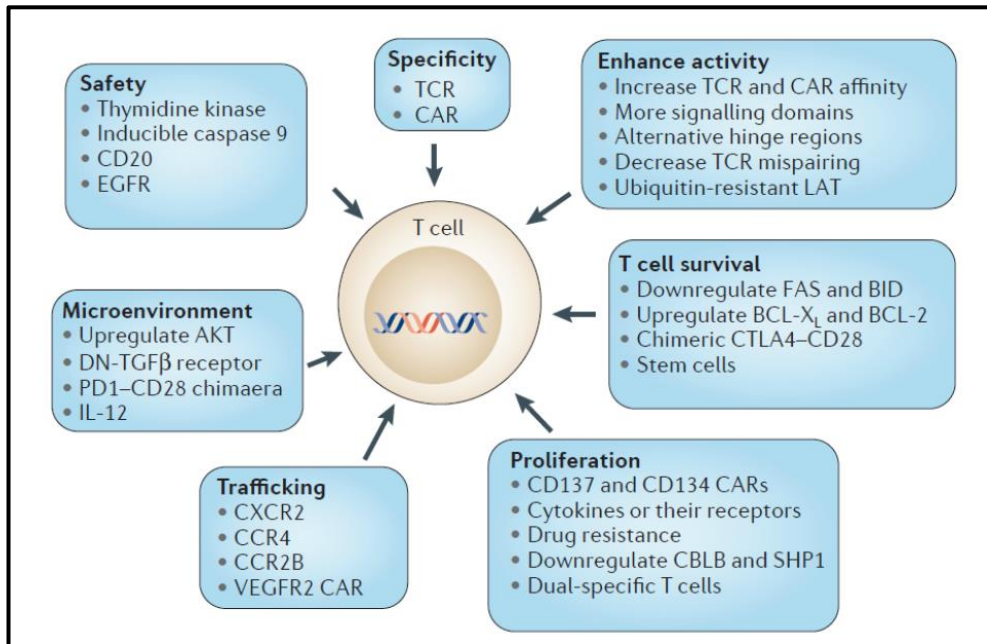 Safety
• Thymidine kinase
• Inducible caspase 9
• CD20
• EGFR
Specificity
• TCR
• CAR
Enhance activity
• Increase TCR and CAR affinity
• More signalling domains
• Alternative hinge regions
• Decrease TCR mispairing
• Ubiquitin-resistant LAT
T cell
Microenvironment
• Upregulate AKT
• DN-TGFβ receptor
• PD1–CD28 chimaera
• IL-12
T cell survival
• Downregulate FAS and BID
• Upregulate BCL-XL and BCL-2
• Chimeric CTLA4–CD28
• Stem cells
Trafficking
• CXCR2
• CCR4
• CCR2B
• VEGFR2 CAR
Proliferation
• CD137 and CD134 CARs
• Cytokines or their receptors
• Drug resistance
• Downregulate CBLB and SHP1
• Dual-specific T cells